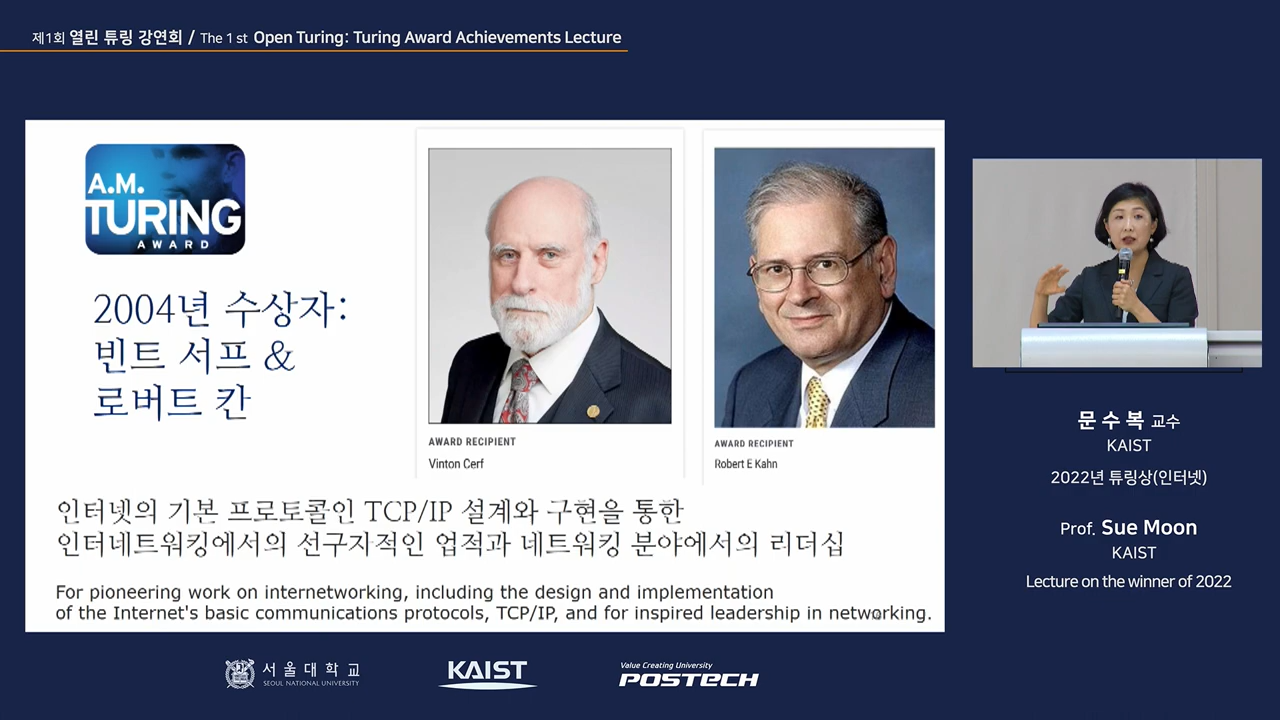 제1회 열린 튜링 강연회 / The 1 st Open Turing: Turing Award Achievements Lecture
A.M.
TURING
AWARD
2004년 수상자:
빈트 서프 &
로버트 칸
AWARD RECIPIENT
Vinton Cerf
AWARD RECIPIENT
Robert E Kahn
인터넷의 기본 프로토콜인 TCP/IP 설계와 구현을 통한
인터네트워킹에서의 선구자적인 업적과 네트워킹 분야에서의 리더십
For pioneering work on internetworking, including the design and implementation
of the Internet's basic communications protocols, TCP/IP, and for inspired leadership in networking.
문수복 교수
KAIST
2022년 튜링상(인터넷)
Prof. Sue Moon
KAIST
Lecture on the winner of 2022
서울대학교
SEOUL NATIONAL UNIVERSITY
KAIST
Value Creating University
POSTECH